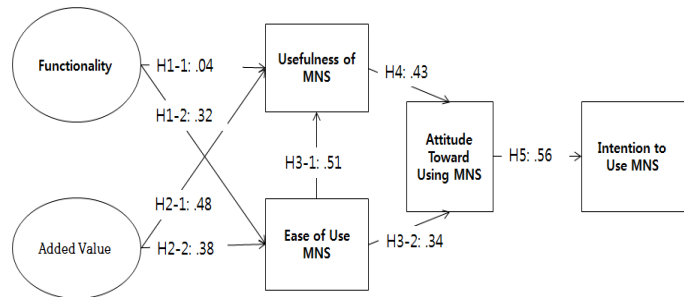 Functionality
H1-1: .04
Usefulness of
MNS
H4: .43
H1-2: .32
Attitude
Toward
Using MNS
H5: .56
Intention to
Use MNS
H3-1: .51
H2-1: .48
Added Value
H2-2: .38
Ease of Use
MNS
H3-2: .34